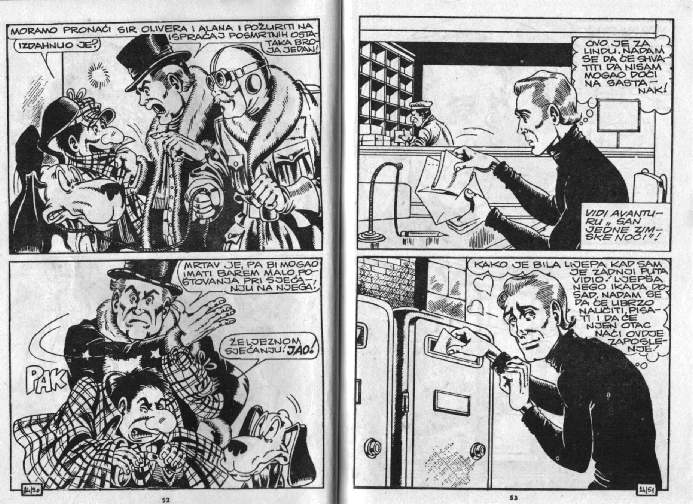 MORAMO PRONAĆI SIR OLIVERA I ALANA I POŽURITI NA
ISPRAĆAJ POSMRTNIH OSTA-
TAKA BRO-
JA JEDAN!
IZDAHNUO JE?
MRTAV JE, PA BI MOGAO
IMATI BAREM MALO PO-
ŠTOVANJA PRI SJEĆA-
NJU NA NJEGA!
ŽELJEZNOM
SJEĆANJU! JAO!
PAK
52
OVO JE ZA
LINDU. NADAM
SE DA ĆE SHVA-
TITI DA NISAM
MOGAO DOĆI
NA SASTA-
NAK!
VIDI AVANTU-
RU „SAN
JEDNE ZIM-
SKE NOĆI"!
KAKO JE BILA LIJEPA KAD SAM
JE ZADNJI PUTA
VIDIO! LJEPŠA
NEGO IKADA DO-
SAD. NADAM SE
DA ĆE UBRZO
NAUČITI PISA-
TI I DA ĆE
NJEN OTAC
NAĆI OVDJE
ZAPOSLE-
NJE.
53